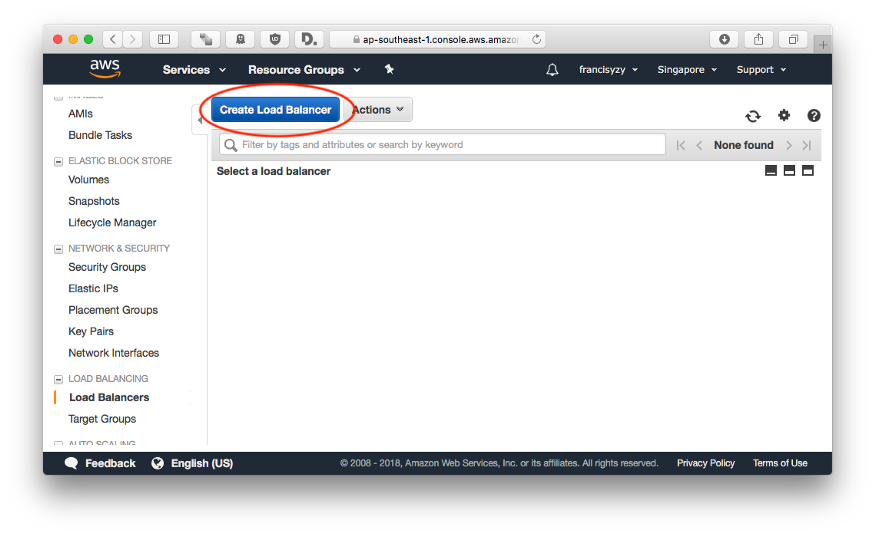 ap-southeast-1.console.aws.amazon
aws Services Resource Groups francisyzy Singapore Support
AMIs
Bundle Tasks
ELASTIC BLOCK STORE
Volumes
Snapshots
Lifecycle Manager
NETWORK & SECURITY
Security Groups
Elastic IPs
Placement Groups
Key Pairs
Network Interfaces
LOAD BALANCING
Load Balancers
Target Groups
AUTO SCALING
Create Load Balancer Actions
Filter by tags and attributes or search by keyword None found
Select a load balancer
Feedback English (US) © 2008 - 2018, Amazon Web Services, Inc. or its affiliates. All rights reserved. Privacy Policy Terms of Use